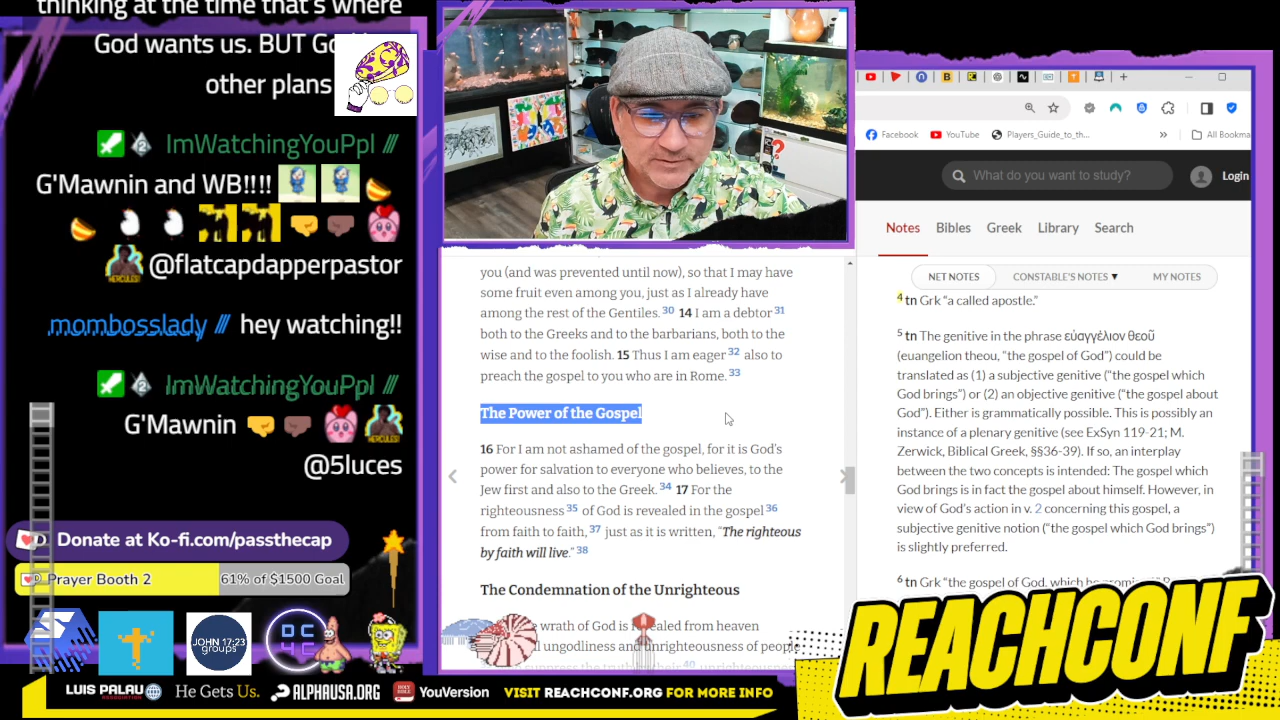 thinking at the time that's where
God wants us. BUT God
other plans
ImWatchingYouPpl ///
G'Mawnin and WB!!!!
@flatcapdapperpastor
mombosslady // hey watching!!
ImWatchingYouPpl ///
G'Mawnin
@5luces
Donate at Ko-fi.com/passthecap
Prayer Booth 2
61% of $1500 Goal
JOHN 17:23
groups
you (and was prevented until now), so that I may have
some fruit even among you, just as I already have
among the rest of the Gentiles. 30 14 I am a debtor 31
both to the Greeks and to the barbarians, both to the
wise and to the foolish. 15 Thus I am eager 32 also to
preach the gospel to you who are in Rome. 33
The Power of the Gospel
16 For I am not ashamed of the gospel, for it is God's
power for salvation to everyone who believes, to the
Jew first and also to the Greek. 34 17 For the
righteousness 35 of God is revealed in the gospel 36
from faith to faith, 37 just as it is written, “The righteous
by faith will live.” 38
The Condemnation of the Unrighteous
wrath of God is revealed from heaven
ungodliness and unrighteousness of people
suppress the truth 40 unrighteousness
Facebook
YouTube
Players_Guide_to_th...
»
All Bookma
What do you want to study?
Login
Notes
Bibles
Greek
Library
Search
NET NOTES
CONSTABLE'S NOTES ▼
MY NOTES
4 tn Grk “a called apostle.”
5 tn The genitive in the phrase εὐαγγέλιον θεοῦ
(euangelion theou, “the gospel of God”) could be
translated as (1) a subjective genitive (“the gospel which
God brings”) or (2) an objective genitive (“the gospel about
God”). Either is grammatically possible. This is possibly an
instance of a plenary genitive (see ExSyn 119-21; M.
Zerwick, Biblical Greek, §§36-39). If so, an interplay
between the two concepts is intended: The gospel which
God brings is in fact the gospel about himself. However, in
view of God's action in v. 2 concerning this gospel, a
subjective genitive notion (“the gospel which God brings”)
is slightly preferred.
6 tn Grk “the gospel of God, which he
REACHCONF
LUIS PALAU
He Gets Us.
ALPHAUSA.ORG
HOLY BIBLE
YouVersion
VISIT REACHCONF.ORG FOR MORE INFO